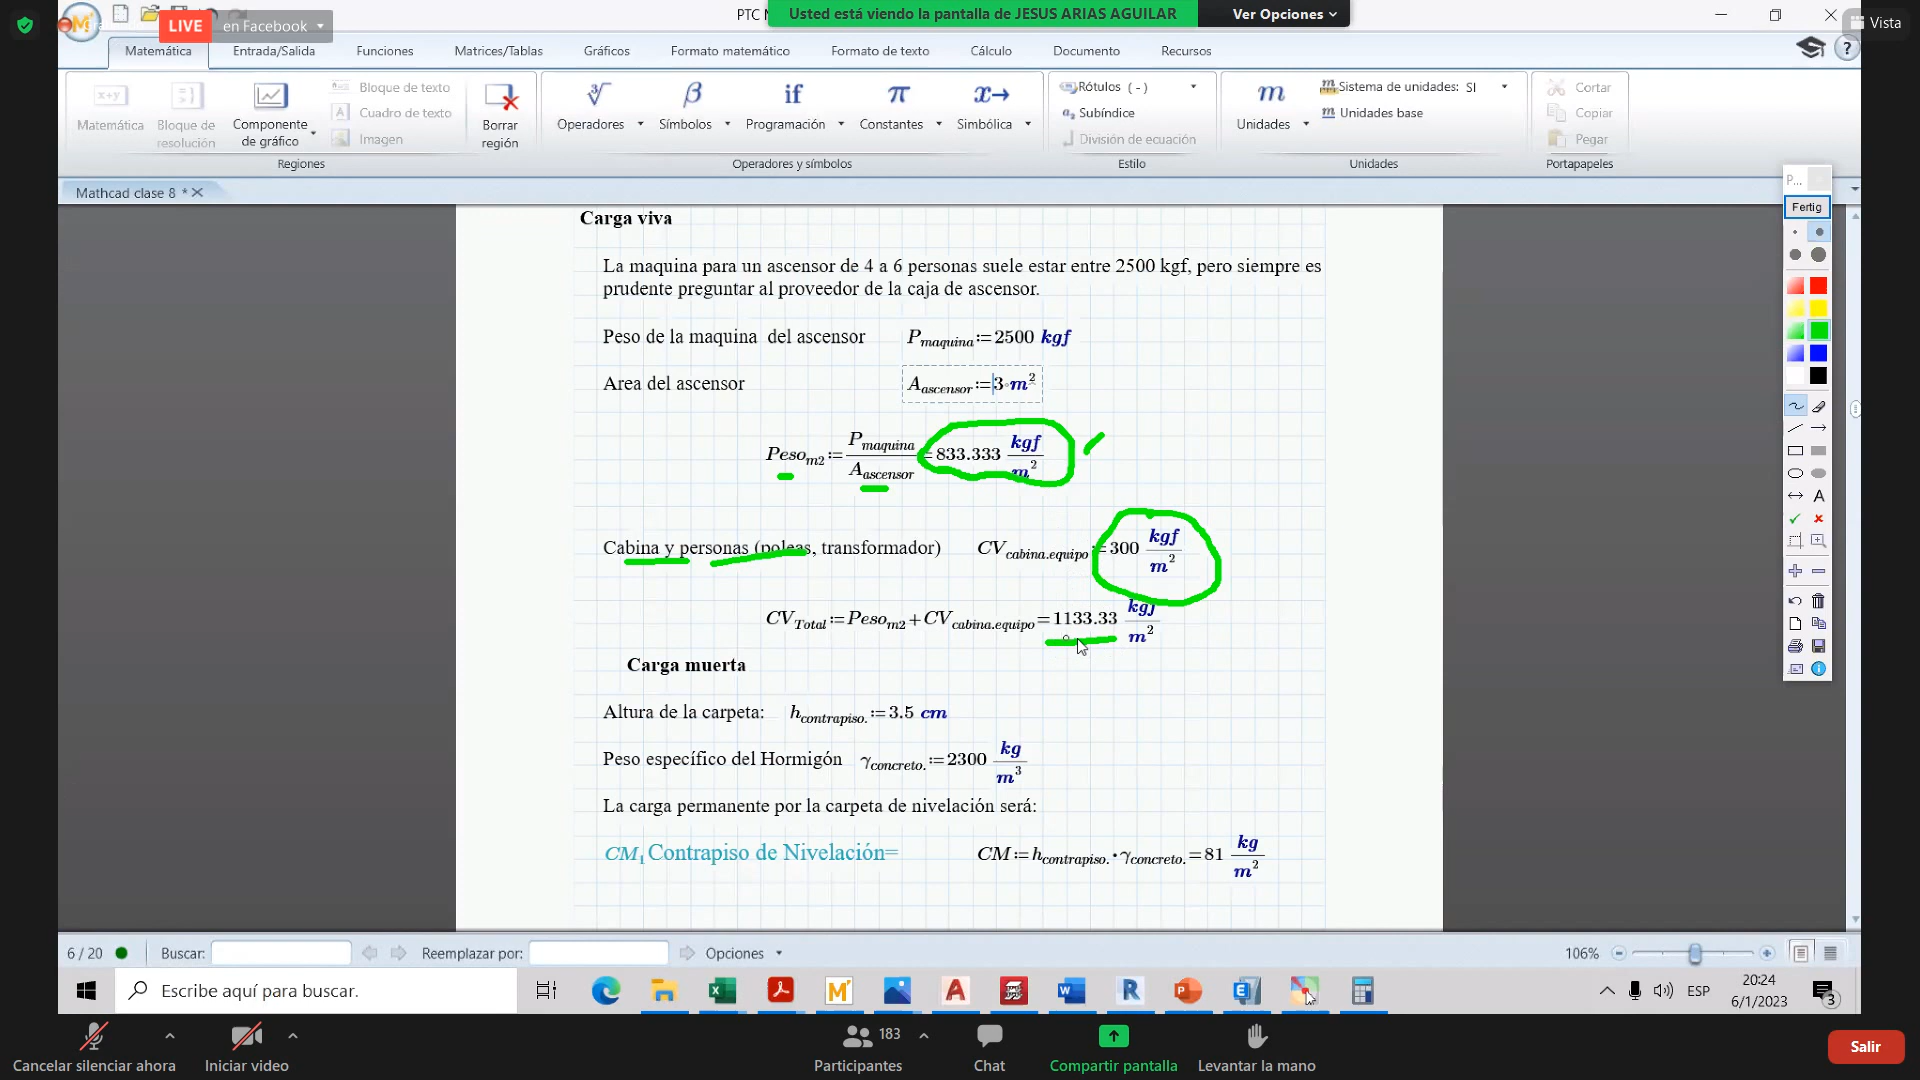 LIVE en Facebook
PTC M
Usted está viendo la pantalla de JESUS ARIAS AGUILAR
Ver Opciones
Vista
Matemática Entrada/Salida Funciones Matrices/Tablas Gráficos Formato matemático Formato de texto Cálculo Documento Recursos
Matemática
Bloque de resolución
Componente de gráfico
Bloque de texto
Cuadro de texto
Imagen
Borrar región
Operadores
Símbolos
if
Programación
Constantes
Simbólica
Rótulos ( - )
Subíndice
División de ecuación
Unidades
Sistema de unidades: SI
Unidades base
Cortar
Copiar
Pegar
Regiones Operadores y símbolos Estilo Unidades Portapapeles
Mathcad clase 8 *
P...
Fertig
Carga viva
La maquina para un ascensor de 4 a 6 personas suele estar entre 2500 kgf, pero siempre es
prudente preguntar al proveedor de la caja de ascensor.
Peso de la maquina del ascensor P_maquina := 2500 kgf
Area del ascensor A_ascensor := 3 · m²
Peso_m2 := P_maquina / A_ascensor = 833.333 kgf / m²
Cabina y personas (poleas, transformador) CV_cabina.equipo := 300 kgf / m²
CV_Total := Peso_m2 + CV_cabina.equipo = 1133.33 kgf / m²
Carga muerta
Altura de la carpeta: h_contrapiso. := 3.5 cm
Peso específico del Hormigón γ_concreto. := 2300 kg / m³
La carga permanente por la carpeta de nivelación será:
CM₁ Contrapiso de Nivelación= CM := h_contrapiso. · γ_concreto. = 81 kg / m²
6 / 20 Buscar: Reemplazar por: Opciones 106%
Escribe aquí para buscar.
ESP
20:24
6/1/2023
3
Cancelar silenciar ahora
Iniciar video
183
Participantes
Chat
Compartir pantalla
Levantar la mano
Salir